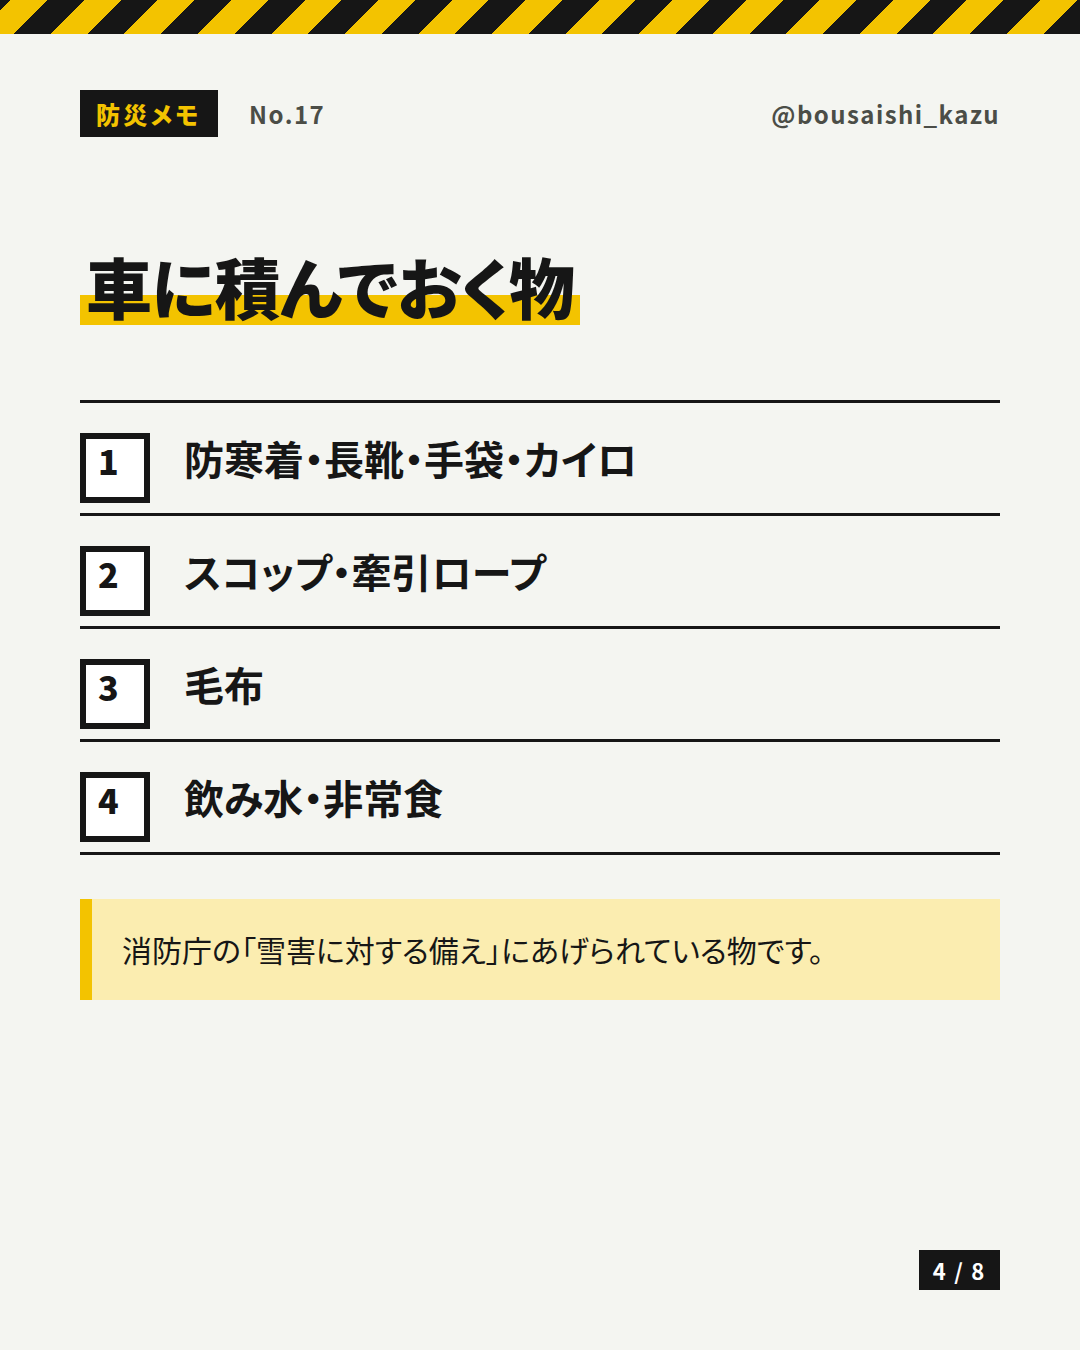 防災メモ No.17 @bousaishi_kazu
車に積んでおく物
1 防寒着・長靴・手袋・カイロ
2 スコップ・牽引ロープ
3 毛布
4 飲み水・非常食
消防庁の「雪害に対する備え」にあげられている物です。
4 / 8